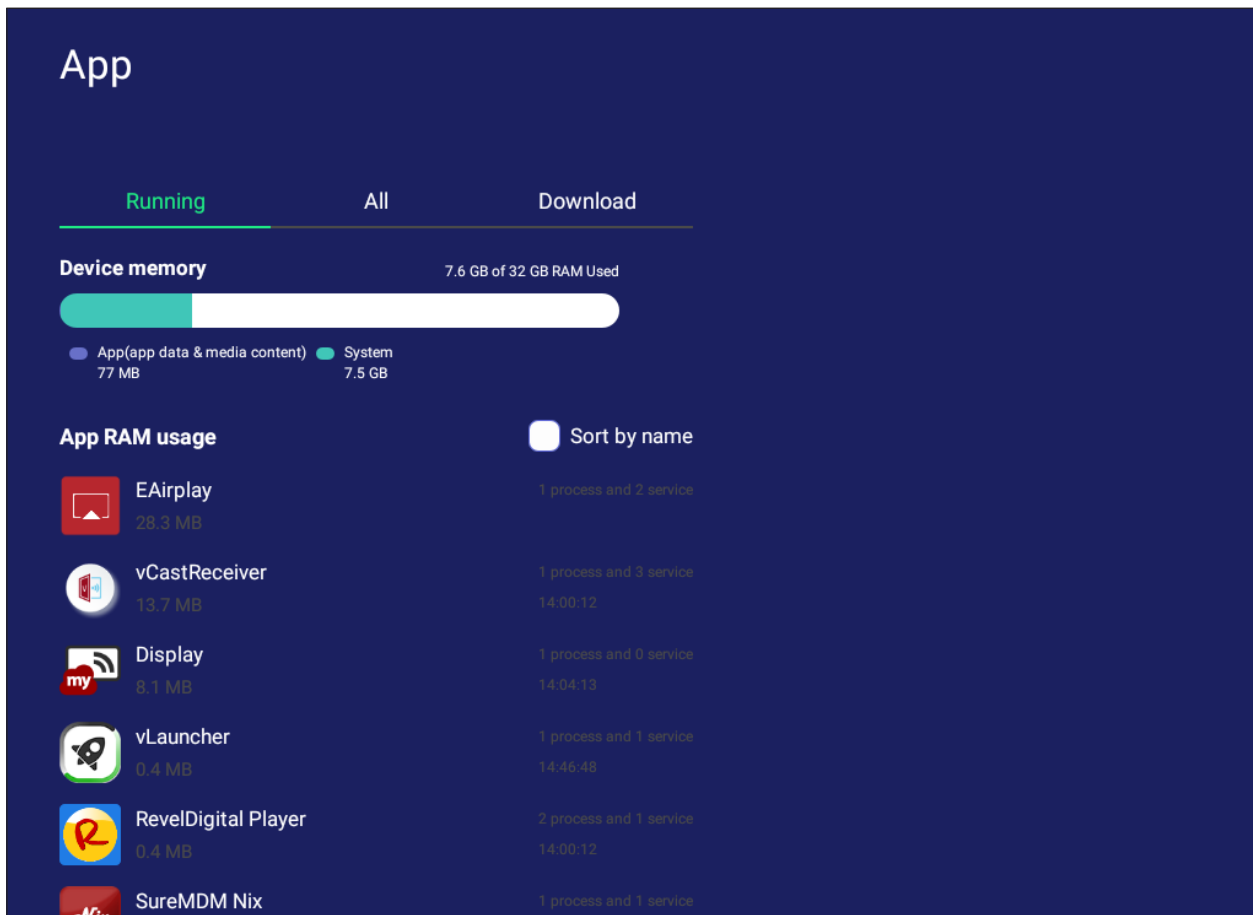 App
Running All Download
Device memory 7.6 GB of 32 GB RAM Used
App(app data & media content) System
77 MB 7.5 GB
App RAM usage Sort by name
EAirplay 1 process and 2 service
28.3 MB
vCastReceiver 1 process and 3 service
13.7 MB 14:00:12
Display 1 process and 0 service
my 8.1 MB 14:04:13
vLauncher 1 process and 1 service
0.4 MB 14:46:48
RevelDigital Player 2 process and 1 service
R 0.4 MB 14:00:12
SureMDM Nix 1 process and 1 service
Nix